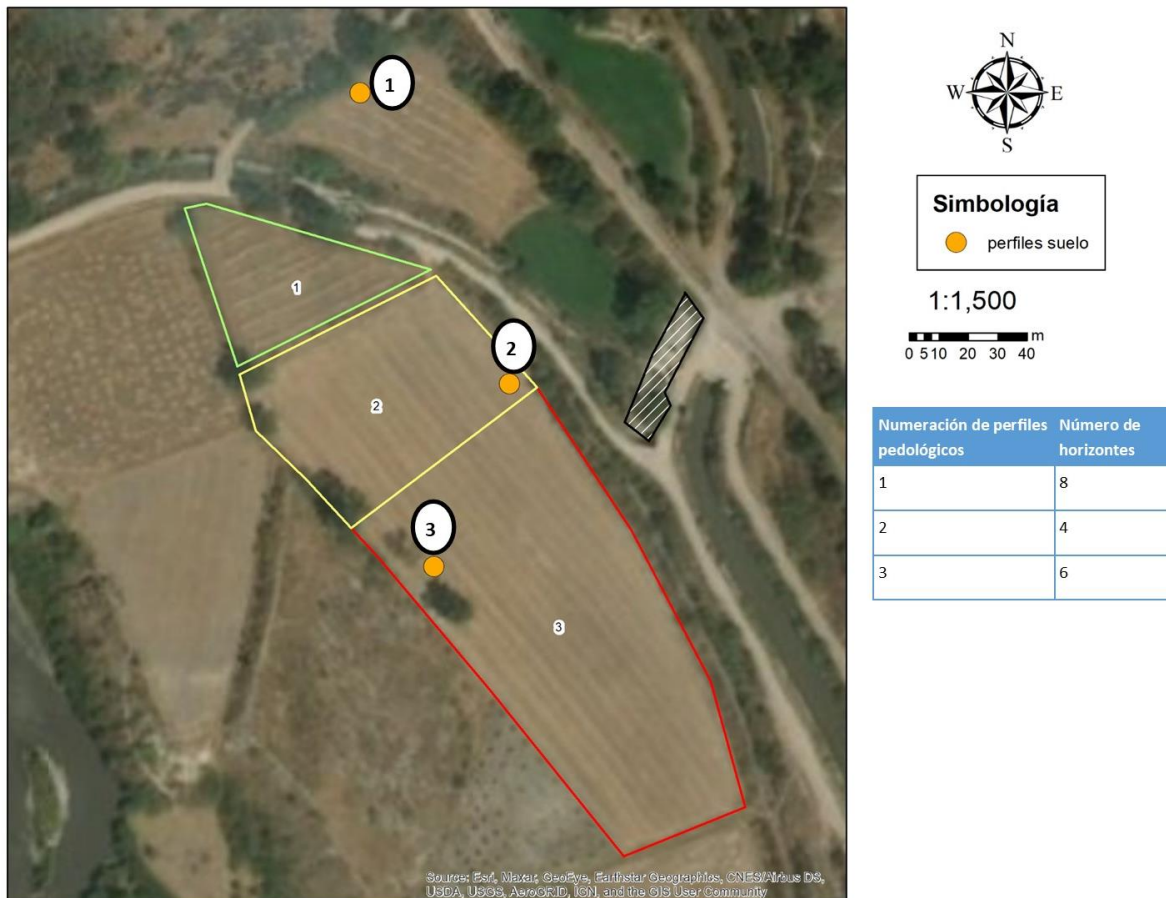 1
2
3
1
2
3
Source: Esri, Maxar, GeoEye, Earthstar Geographics, CNES/Airbus DS,
USDA, USGS, AeroGRID, IGN, and the GIS User Community
N
W E
S
Simbología
perfiles suelo
1:1,500
m
0 5 10 20 30 40
Numeración de perfiles pedológicos Número de horizontes
1 8
2 4
3 6